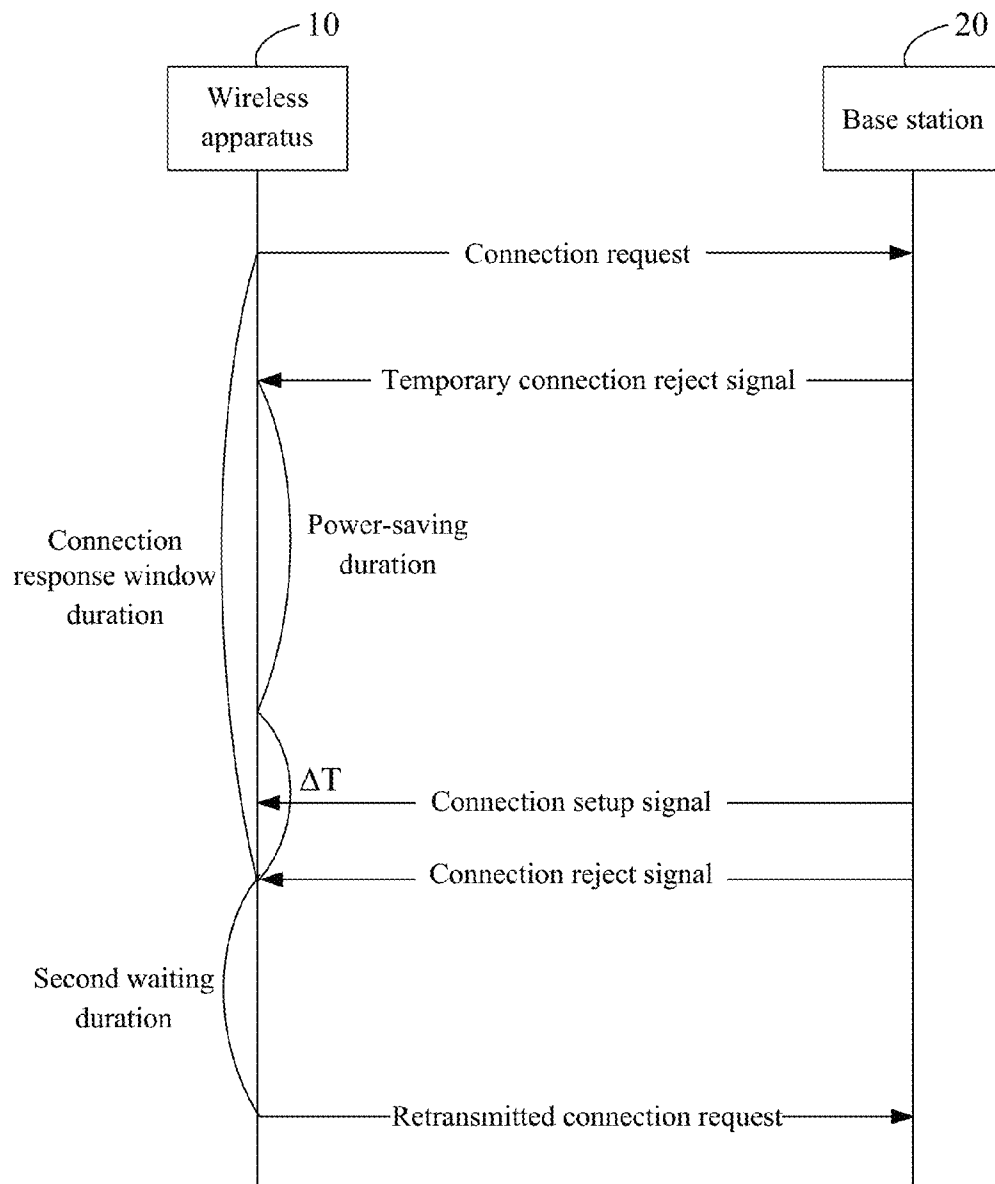 10
20
Wireless
apparatus
Base station
Connection request
Temporary connection reject signal
Power-saving
duration
Connection
response window
duration
ΔT
Connection setup signal
Connection reject signal
Second waiting
duration
Retransmitted connection request